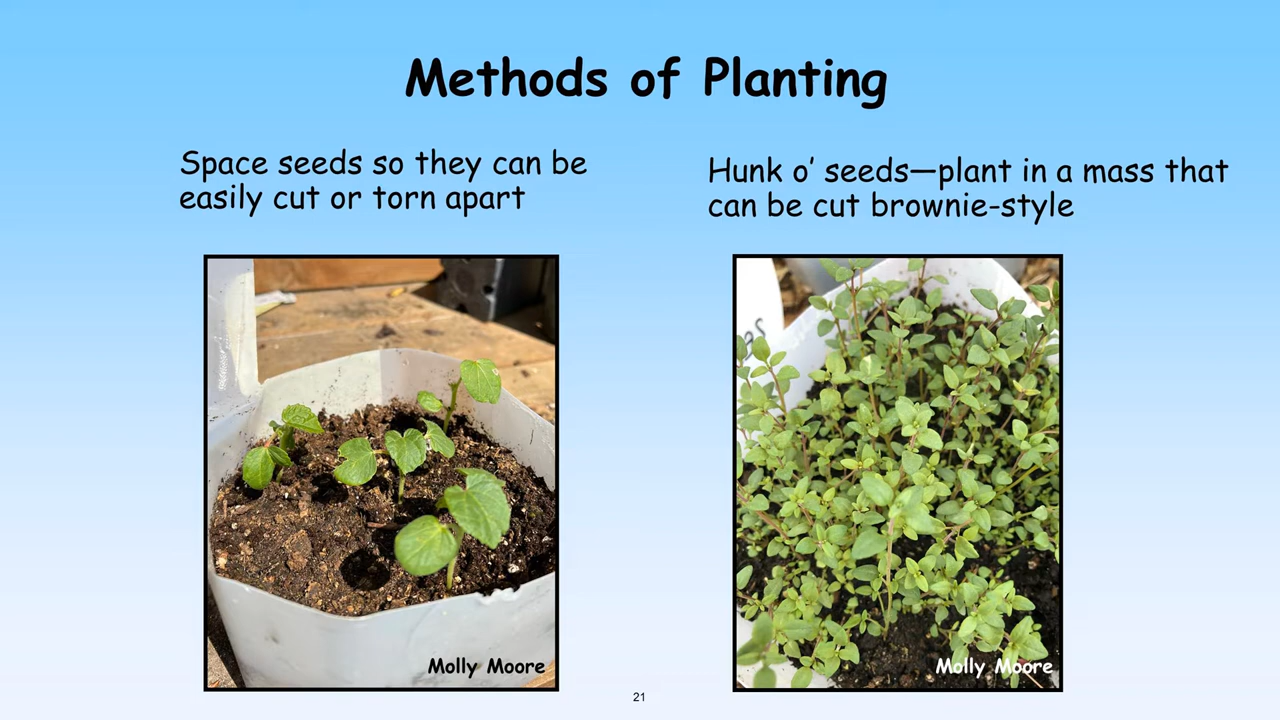 Methods of Planting
Space seeds so they can be
easily cut or torn apart
Hunk o’ seeds—plant in a mass that
can be cut brownie-style
Molly Moore
Molly Moore
21